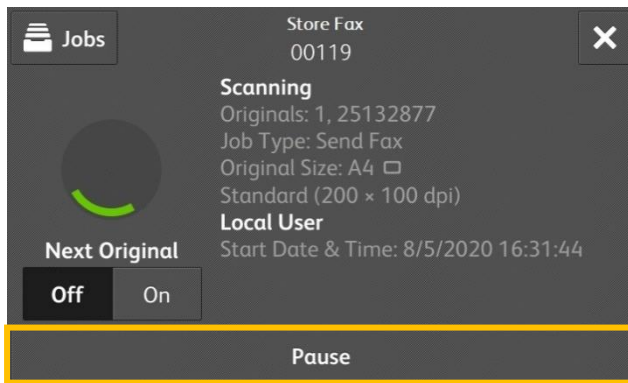 Jobs
Store Fax
00119
Scanning
Originals: 1, 25132877
Job Type: Send Fax
Original Size: A4
Standard (200 × 100 dpi)
Local User
Start Date & Time: 8/5/2020 16:31:44
Next Original
Off On
Pause